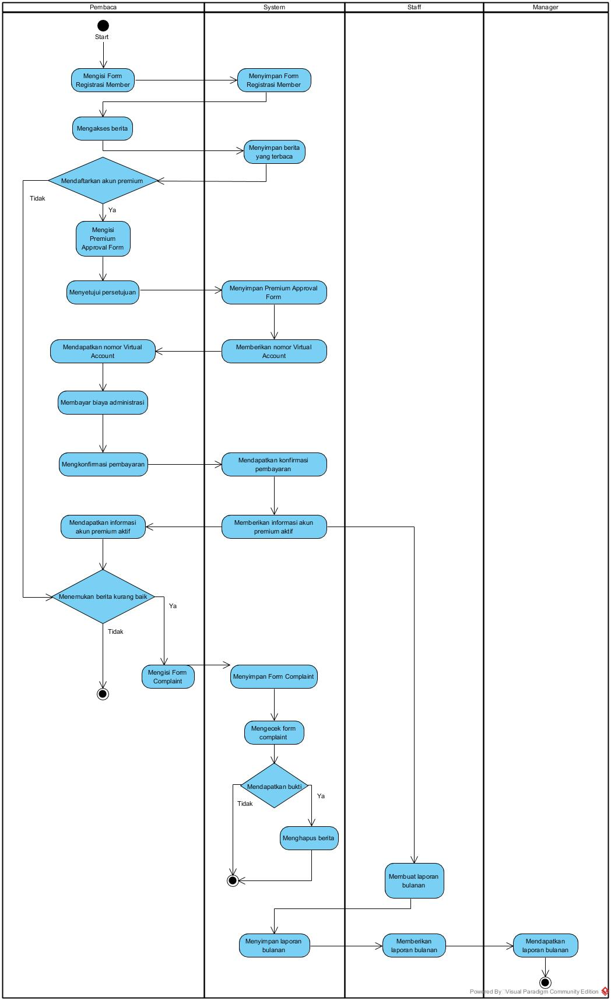 Pembaca
System
Staff
Manager
Start
Mengisi Form
Registrasi Member
Menyimpan Form
Registrasi Member
Mengakses berita
Menyimpan berita
yang terbaca
Mendaftarkan akun premium
Tidak
Ya
Mengisi
Premium
Approval Form
Menyetujui persetujuan
Menyimpan Premium Approval
Form
Mendapatkan nomor Virtual
Account
Memberikan nomor Virtual
Account
Membayar biaya administrasi
Mengkonfirmasi pembayaran
Mendapatkan konfirmasi
pembayaran
Mendapatkan informasi
akun premium aktif
Memberikan informasi akun
premium aktif
Menemukan berita kurang baik
Ya
Tidak
Mengisi Form
Complaint
Menyimpan Form Complaint
Mengecek form
complaint
Mendapatkan bukti
Ya
Tidak
Menghapus berita
Membuat laporan
bulanan
Menyimpan laporan
bulanan
Memberikan
laporan bulanan
Mendapatkan
laporan bulanan
Powered By Visual Paradigm Community Edition